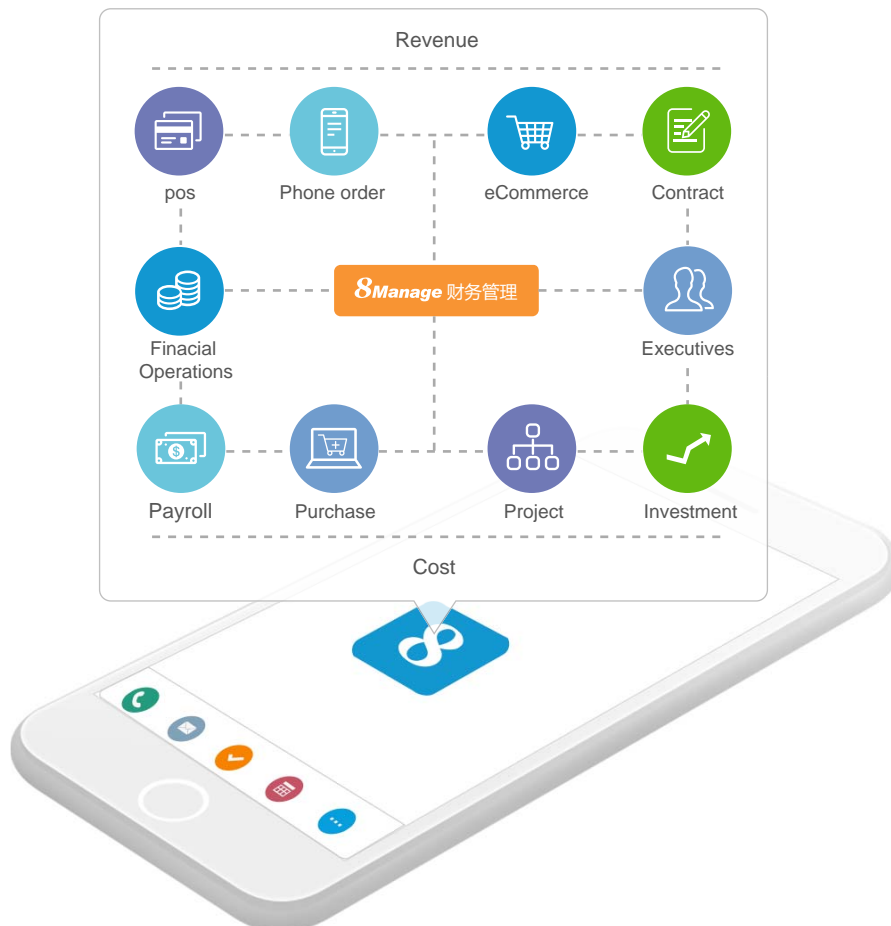 Revenue
pos
Phone order
eCommerce
Contract
8Manage 财务管理
Finacial
Operations
Executives
Payroll
Purchase
Project
Investment
Cost
8